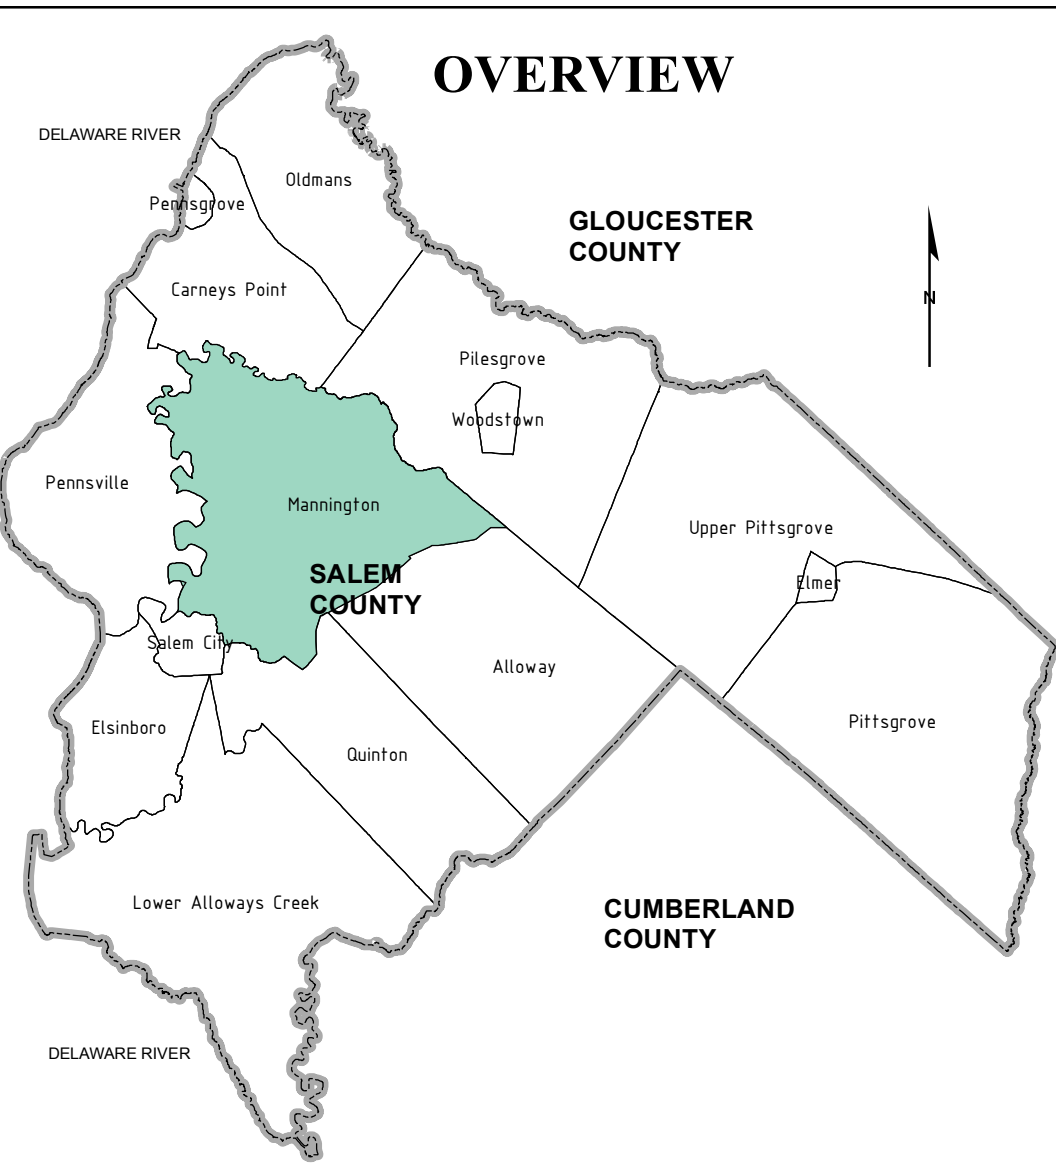 OVERVIEW
DELAWARE RIVER
Oldmans
Pennsgrove
GLOUCESTER
COUNTY
Carneys Point
N
Pilesgrove
Woodstown
Pennsville
Mannington
Upper Pittsgrove
SALEM
COUNTY
Elmer
Salem City
Alloway
Elsinboro
Pittsgrove
Quinton
Lower Alloways Creek
CUMBERLAND
COUNTY
DELAWARE RIVER